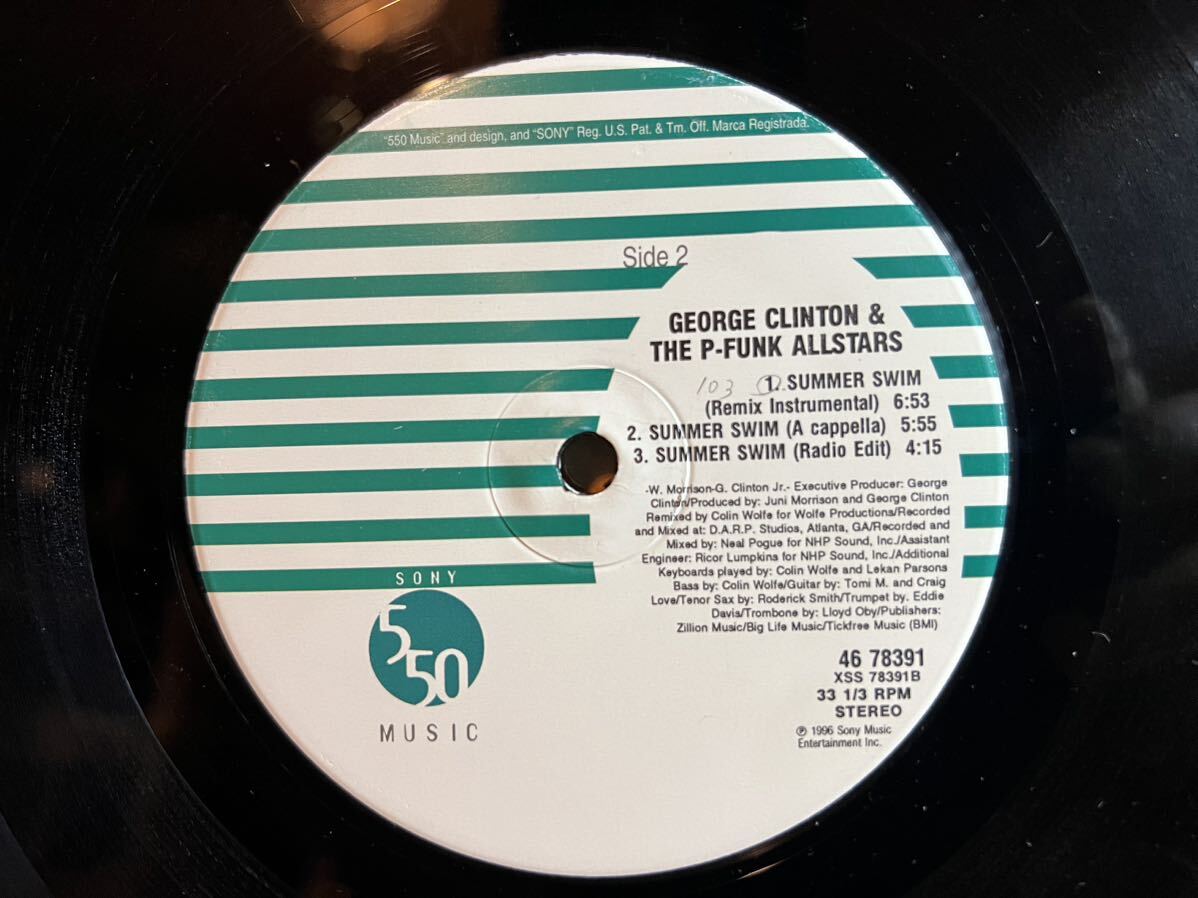 "550 Music" and design, and "SONY" Reg. U.S. Pat. & Tm. Off. Marca Registrada.
Side 2
GEORGE CLINTON &
THE P-FUNK ALLSTARS
103 1. SUMMER SWIM
(Remix Instrumental) 6:53
2. SUMMER SWIM (A cappella) 5:55
3. SUMMER SWIM (Radio Edit) 4:15
-W. Morrison-G. Clinton Jr.- Executive Producer: George
Clinton/Produced by: Juni Morrison and George Clinton
Remixed by Colin Wolfe for Wolfe Productions/Recorded
and Mixed at: D.A.R.P. Studios, Atlanta, GA/Recorded and
Mixed by: Neal Pogue for NHP Sound, Inc./Assistant
Engineer: Ricor Lumpkins for NHP Sound, Inc./Additional
Keyboards played by: Colin Wolfe and Lekan Parsons
Bass by: Colin Wolfe/Guitar by: Tomi M. and Craig
Love/Tenor Sax by: Roderick Smith/Trumpet by. Eddie
Davis/Trombone by: Lloyd Oby/Publishers:
Zillion Music/Big Life Music/Tickfree Music (BMI)
SONY
550
MUSIC
46 78391
XSS 78391B
33 1/3 RPM
STEREO
℗ 1996 Sony Music
Entertainment Inc.